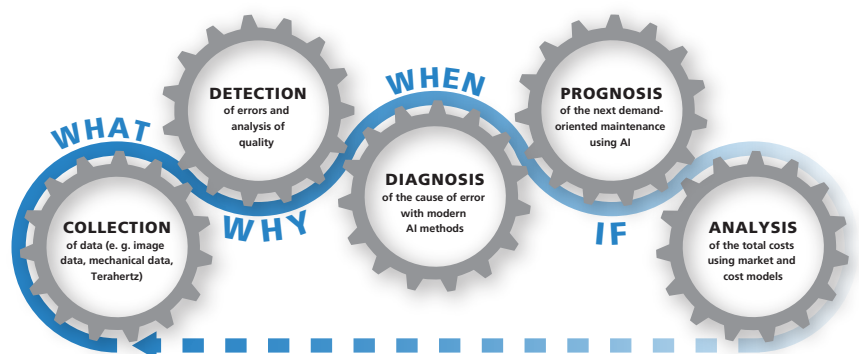 WHAT
COLLECTION
of data (e. g. image
data, mechanical data,
Terahertz)
DETECTION
of errors and
analysis of
quality
WHY
WHEN
DIAGNOSIS
of the cause of error
with modern
AI methods
PROGNOSIS
of the next demand-
oriented maintenance
using AI
IF
ANALYSIS
of the total costs
using market and
cost models